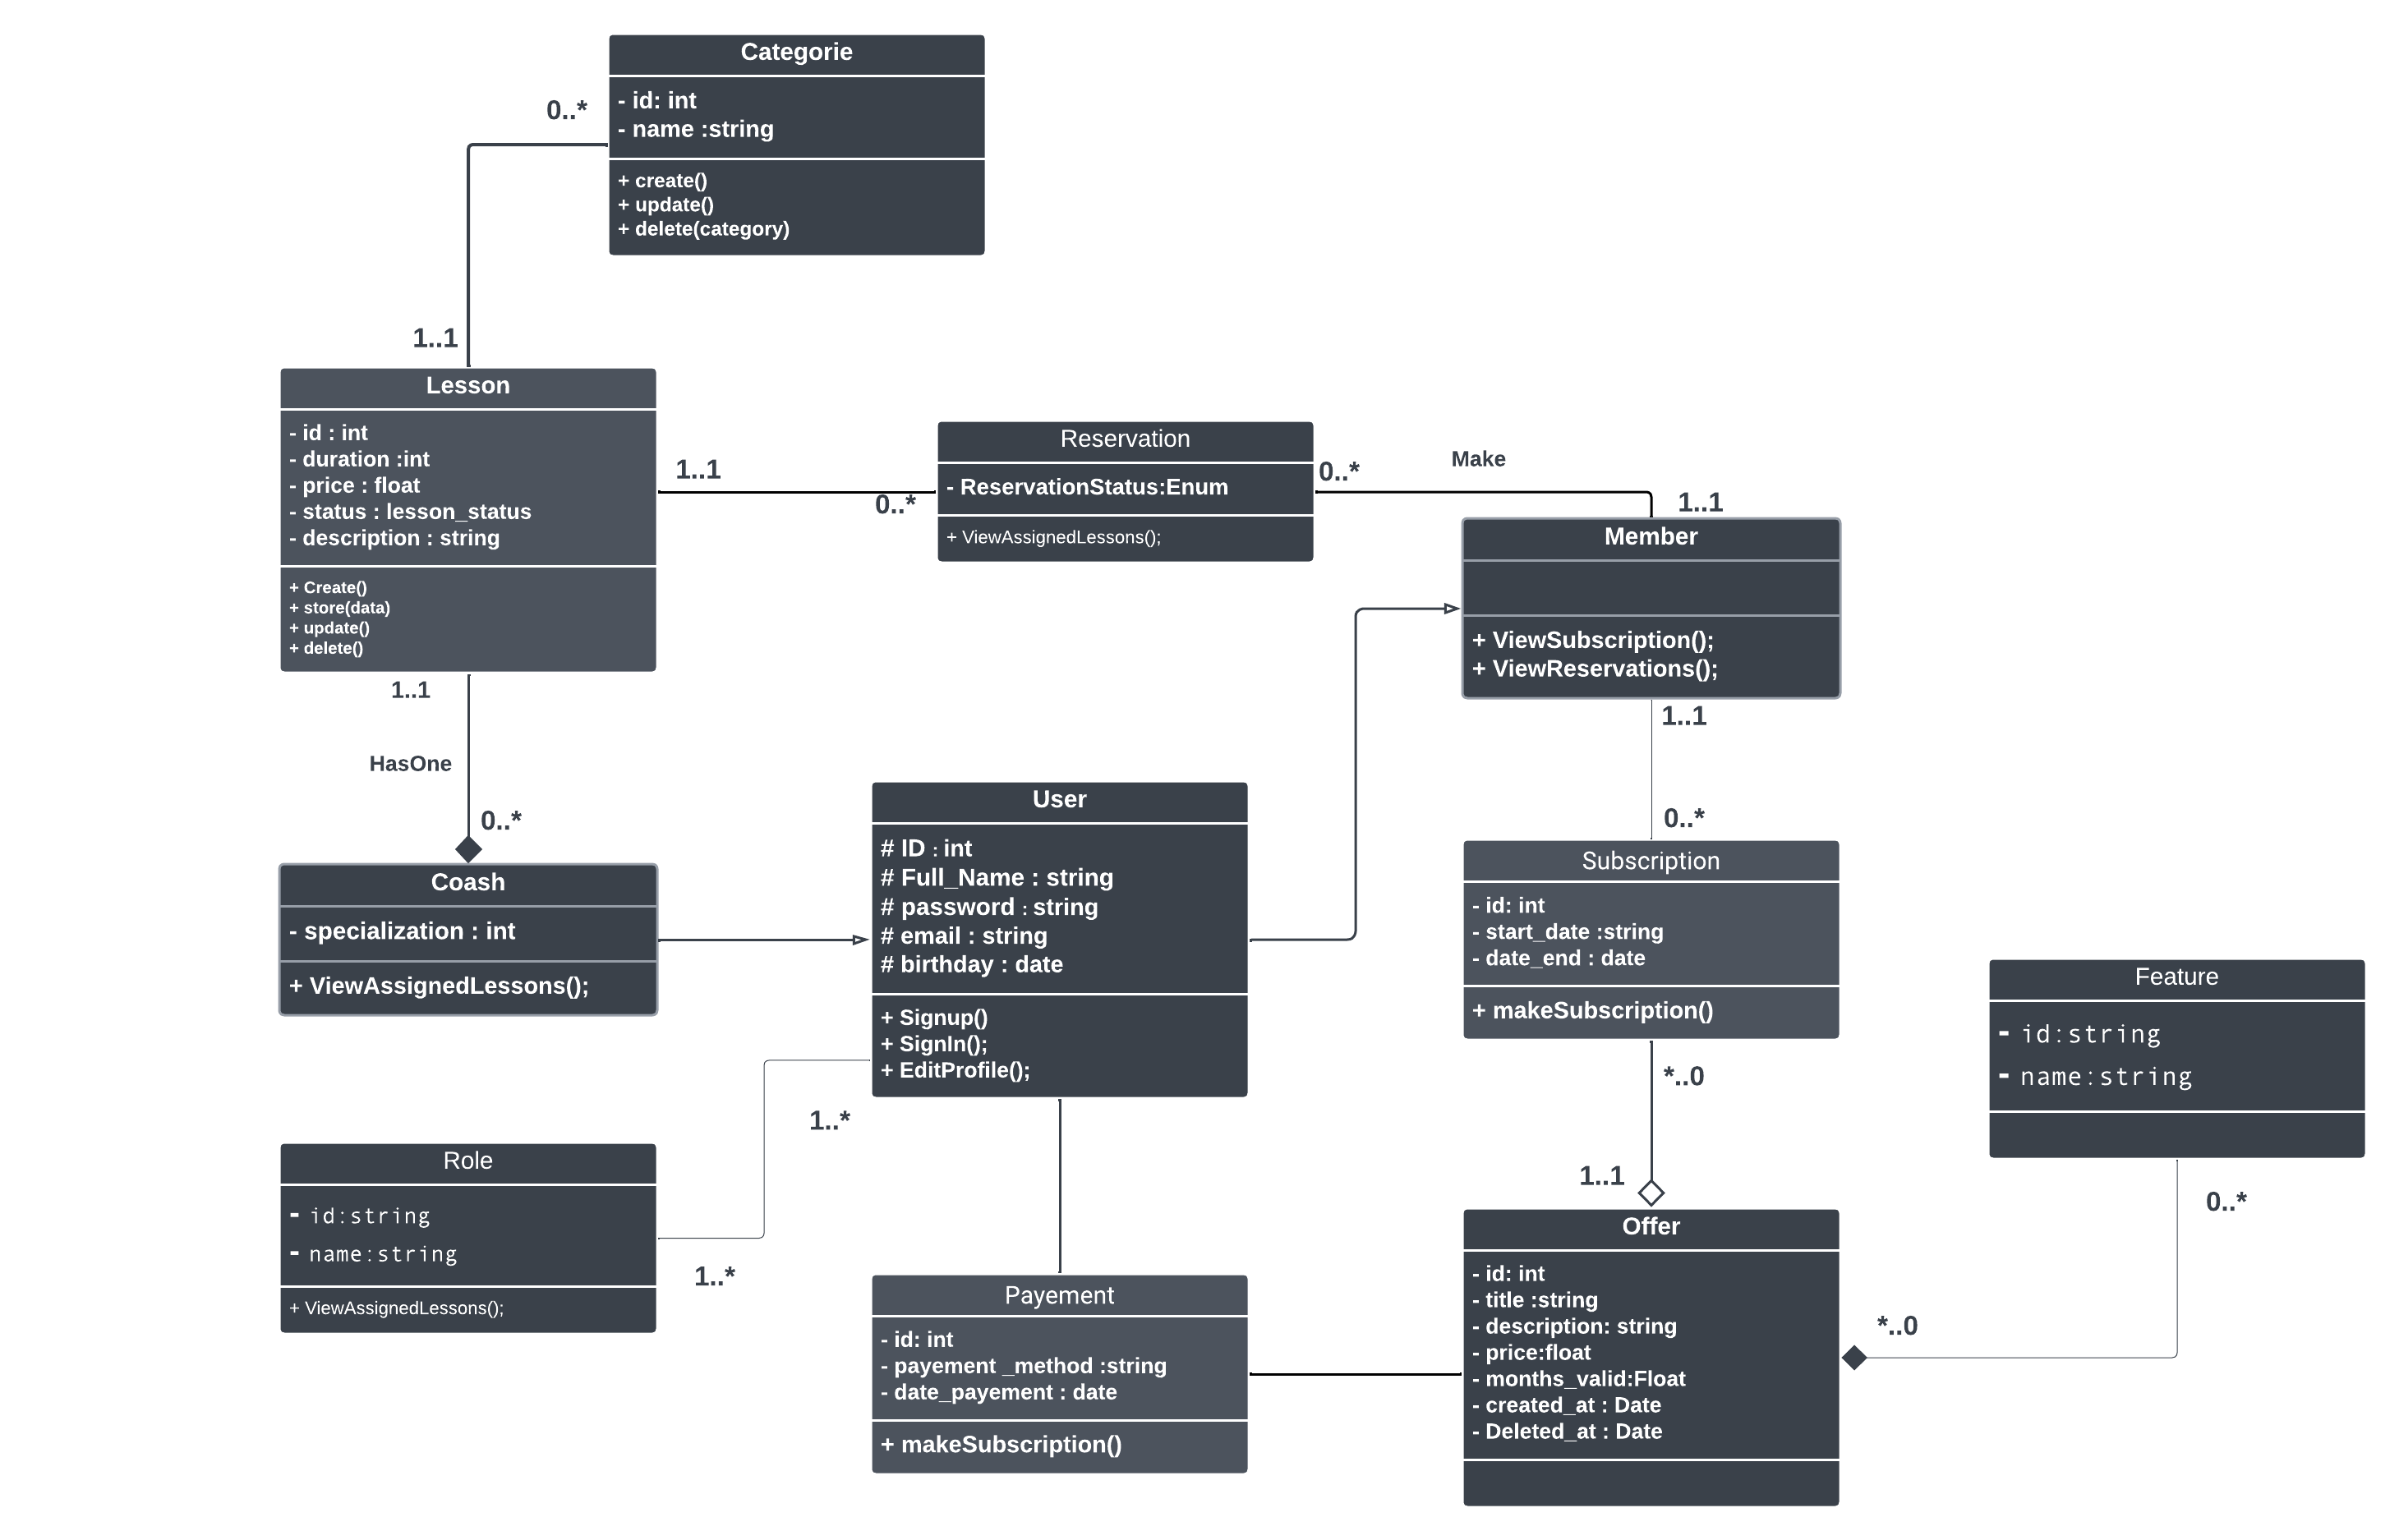 Categorie
- id: int
- name :string
+ create()
+ update()
+ delete(category)
0..*
1..1
Lesson
- id : int
- duration :int
- price : float
- status : lesson_status
- description : string
+ Create()
+ store(data)
+ update()
+ delete()
1..1
0..*
Reservation
- ReservationStatus:Enum
+ ViewAssignedLessons();
0..*
Make
1..1
Member
+ ViewSubscription();
+ ViewReservations();
1..1
HasOne
0..*
Coash
- specialization : int
+ ViewAssignedLessons();
User
# ID : int
# Full_Name : string
# password : string
# email : string
# birthday : date
+ Signup()
+ SignIn();
+ EditProfile();
1..1
0..*
Subscription
- id: int
- start_date :string
- date_end : date
+ makeSubscription()
*..0
1..1
Feature
- id:string
- name:string
0..*
*..0
1..*
1..*
Role
- id:string
- name:string
+ ViewAssignedLessons();
Payement
- id: int
- payement _method :string
- date_payement : date
+ makeSubscription()
Offer
- id: int
- title :string
- description: string
- price:float
- months_valid:Float
- created_at : Date
- Deleted_at : Date